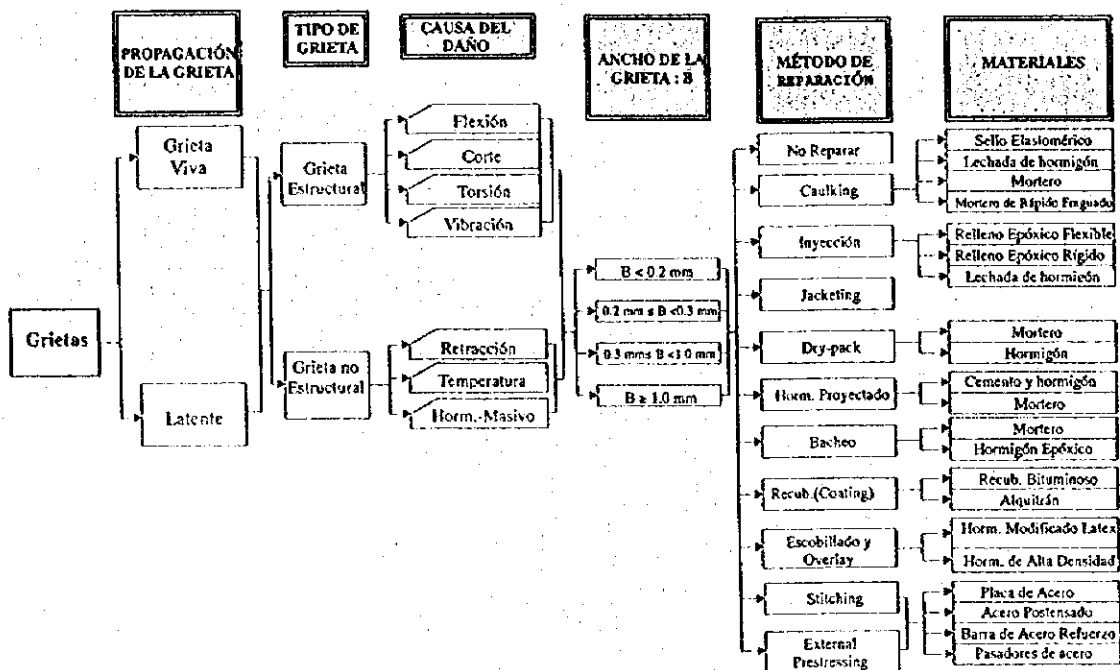 PROPAGACIÓN
DE LA GRIETA
TIPO DE
GRIETA
CAUSA DEL
DAÑO
ANCHO DE LA
GRIETA : B
MÉTODO DE
REPARACIÓN
MATERIALES
Grietas
Grieta
Viva
Latente
Grieta
Estructural
Grieta no
Estructural
Flexión
Corte
Torsión
Vibración
Retracción
Temperatura
Horm.-Masivo
B < 0.2 mm
0.2 mm ≤ B <0.3 mm
0.3 mm ≤ B <1.0 mm
B ≥ 1.0 mm
No Reparar
Caulking
Inyección
Jacketing
Dry-pack
Horm. Proyectado
Bacheo
Recub.(Coating)
Escobillado y
Overlay
Stitching
External
Prestressing
Sello Elastomérico
Lechada de hormigón
Mortero
Mortero de Rápido Fraguado
Relleno Epóxico Flexible
Relleno Epóxico Rígido
Lechada de hormigón
Mortero
Hormigón
Cemento y hormigón
Mortero
Mortero
Hormigón Epóxico
Recub. Bituminoso
Alquitrán
Horm. Modificado Latex
Horm. de Alta Densidad
Placa de Acero
Acero Postensado
Barra de Acero Refuerzo
Pasadores de acero